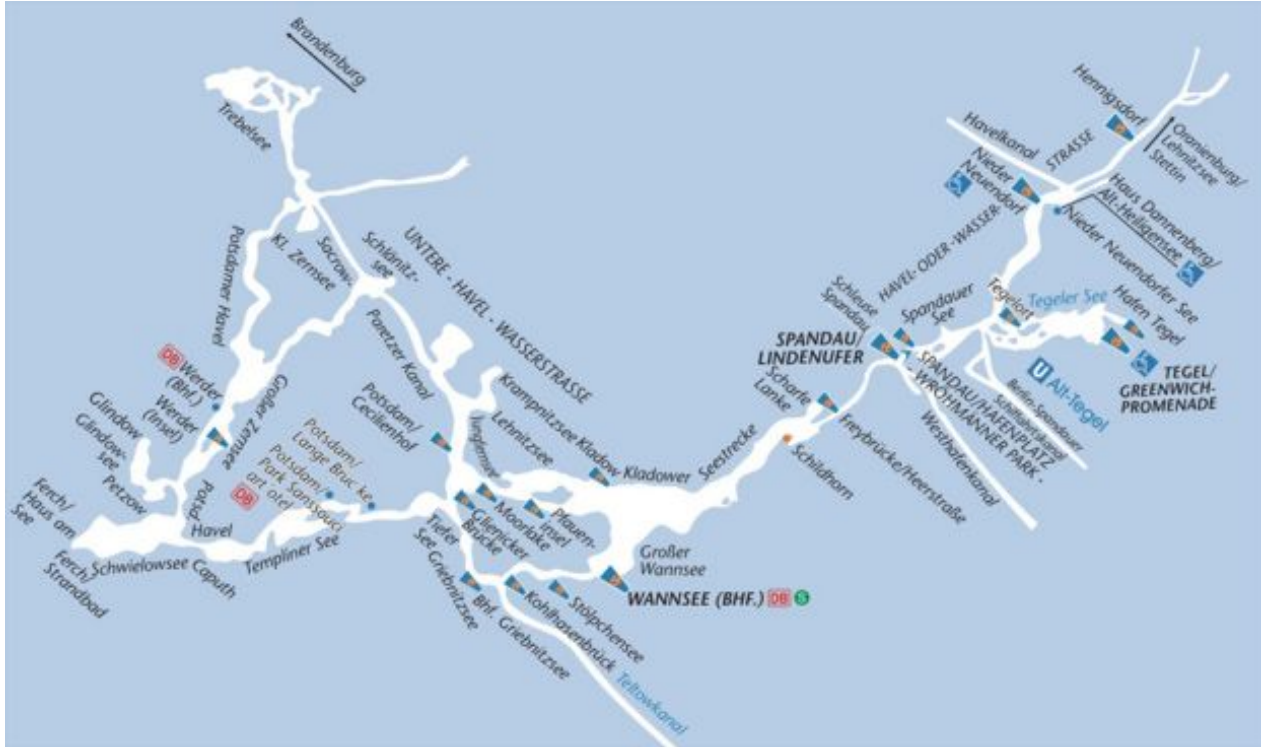 Brandenburg
Trebelsee
Hennigsdorf
Havelkanal
STRASSE
Oranienburg/
Lehnitzsee
Stettin
Nieder
Neuendorf
Haus Dannenberg/
Alt-Heiligensee
Nieder Neuendorfer See
HAVEL-ODER-WASSER-
Schleuse
Spandau
Spandauer
See
Tegelort
Tegeler See
Hafen Tegel
SPANDAU/
LINDENUFER
TEGEL/
GREENWICH-
PROMENADE
U Alt-Tegel
SPANDAU/HAFENPLATZ
- WRÖHMÄNNER PARK -
Berlin-Spandauer
Schiffahrtskanal
Westhafenkanal
Potsdamer Havel
Kl. Zernsee
Sacrow-
Schlänitz-
see
Paretzer Kanal
UNTERE - HAVEL - WASSERSTRASSE
DB Werder
(Bhf.)
Werder
(Insel)
Großer Zernsee
Glindow
Glindow-
see
Petzow
Potsd.
Havel
Potsdam/
Cecilienhof
Jungfernsee
Krampnitzsee
Lehnitzsee
Kladow
Kladower
Seestrecke
Scharfe
Lanke
Schildhorn
Freybrücke/Heerstraße
Potsdam/
Lange Brücke
Potsdam/
Park Sanssouci
DB
Ferch/
Haus am
See
Ferch/
Strandbad
Schwielowsee
Caputh
Templiner See
Tiefer
See
Glienicker
Brücke
Moorlake
Pfauen-
insel
Großer
Wannsee
WANNSEE (BHF.) DB S
Griebnitzsee
Bhf. Griebnitzsee
Kohlhasenbrück
Stölpchensee
Teltowkanal